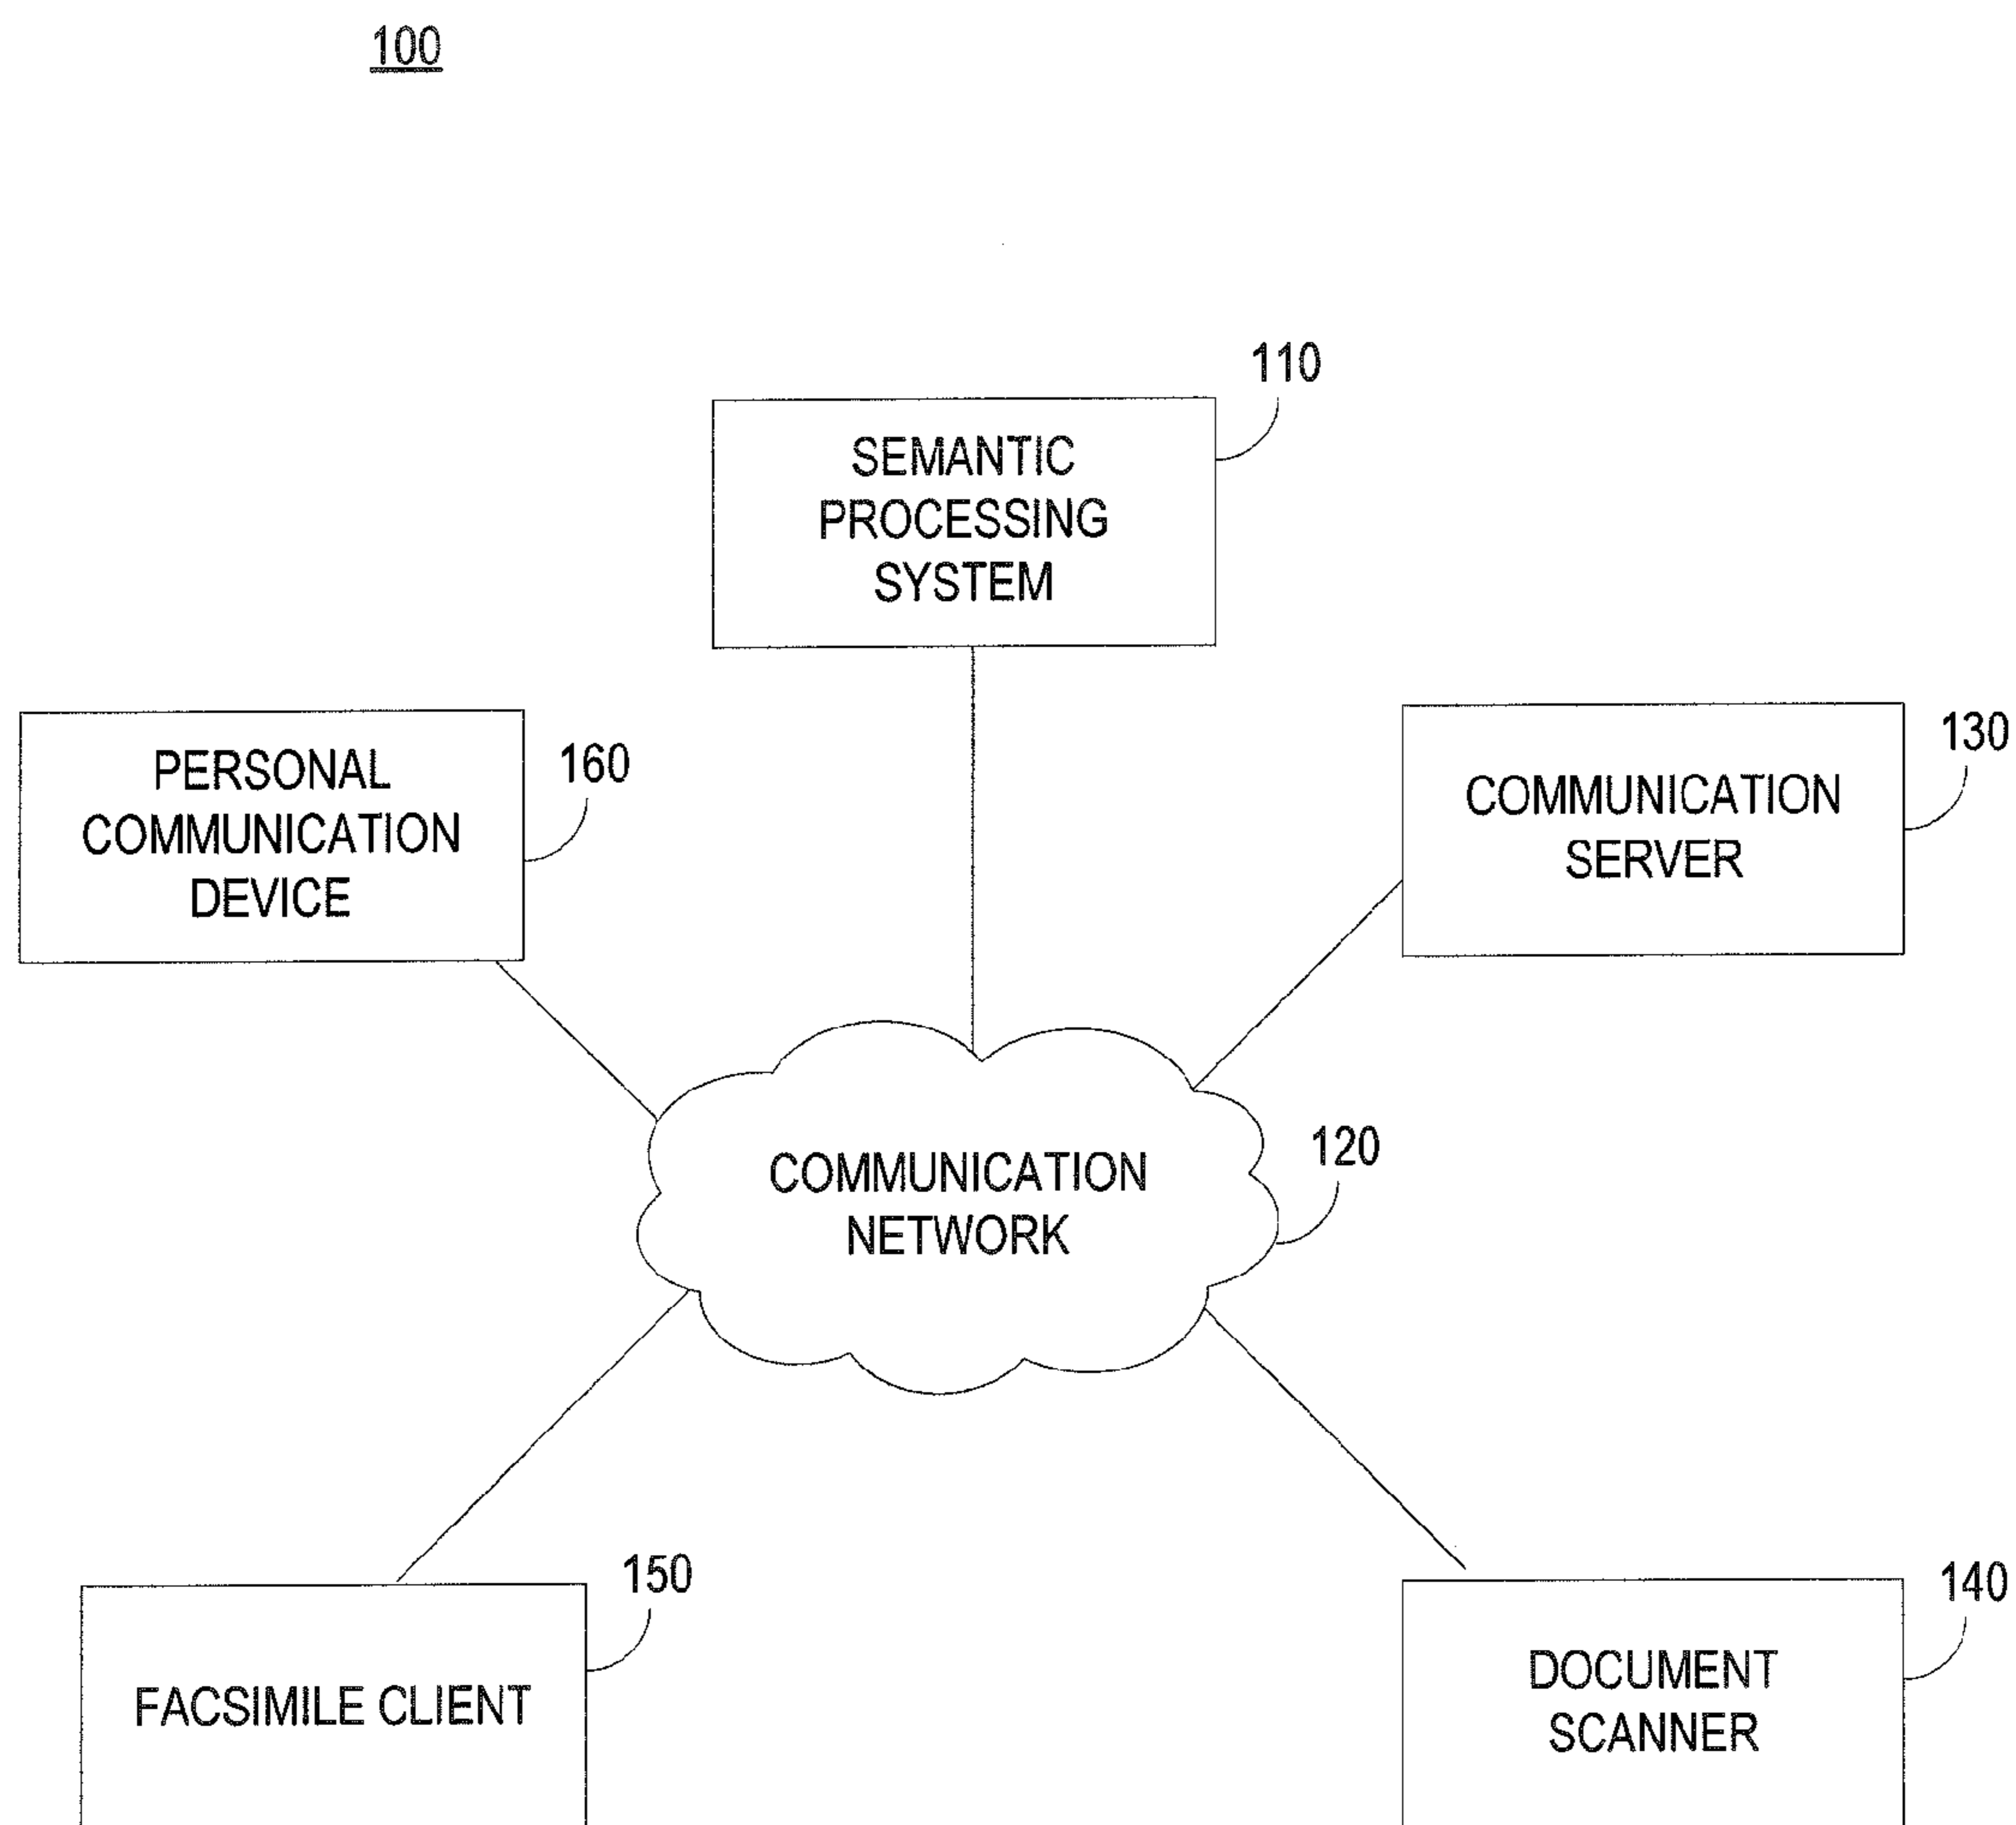 100
110
SEMANTIC
PROCESSING
SYSTEM
130
160
PERSONAL
COMMUNICATION
DEVICE
COMMUNICATION
SERVER
120
COMMUNICATION
NETWORK
150
140
FACSIMILE CLIENT
DOCUMENT
SCANNER